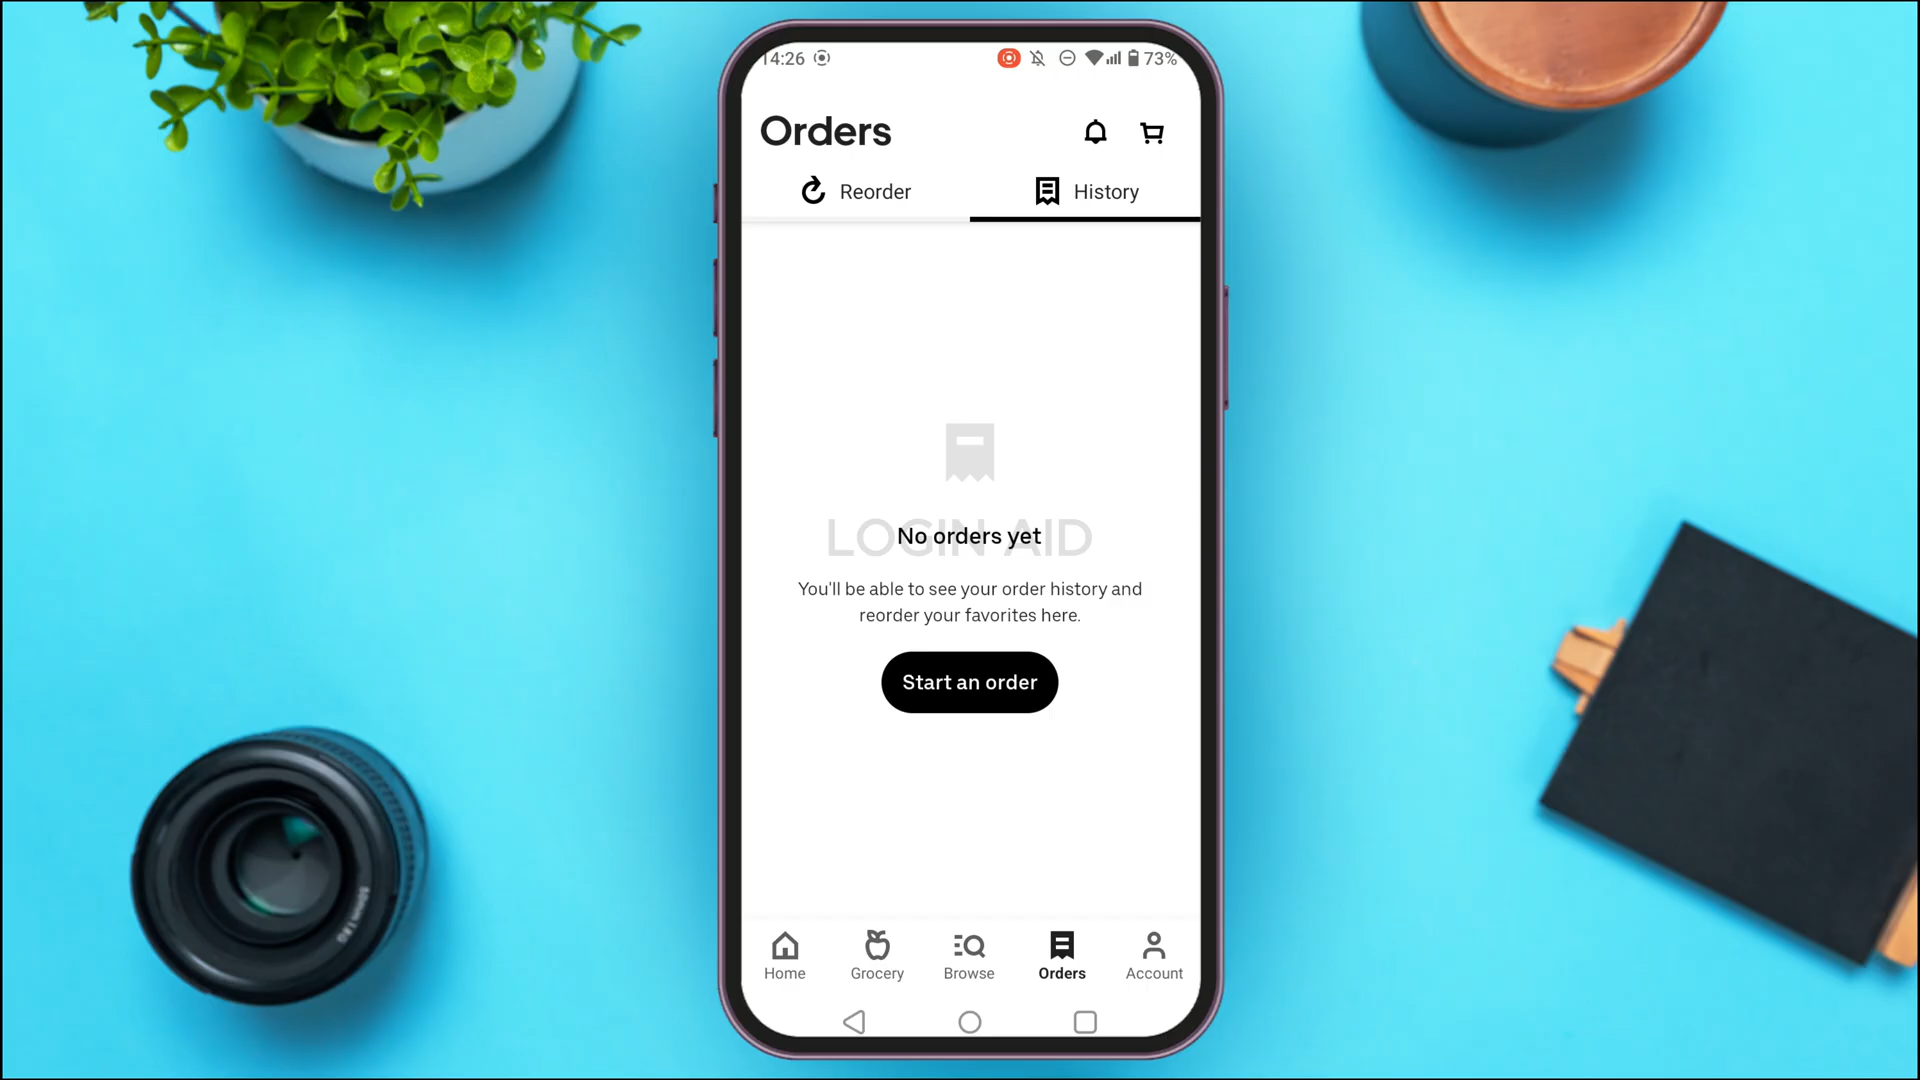 14:26
73%
Orders
Reorder
History
LOGIN AID
No orders yet
You'll be able to see your order history and
reorder your favorites here.
Start an order
Home
Grocery
Browse
Orders
Account